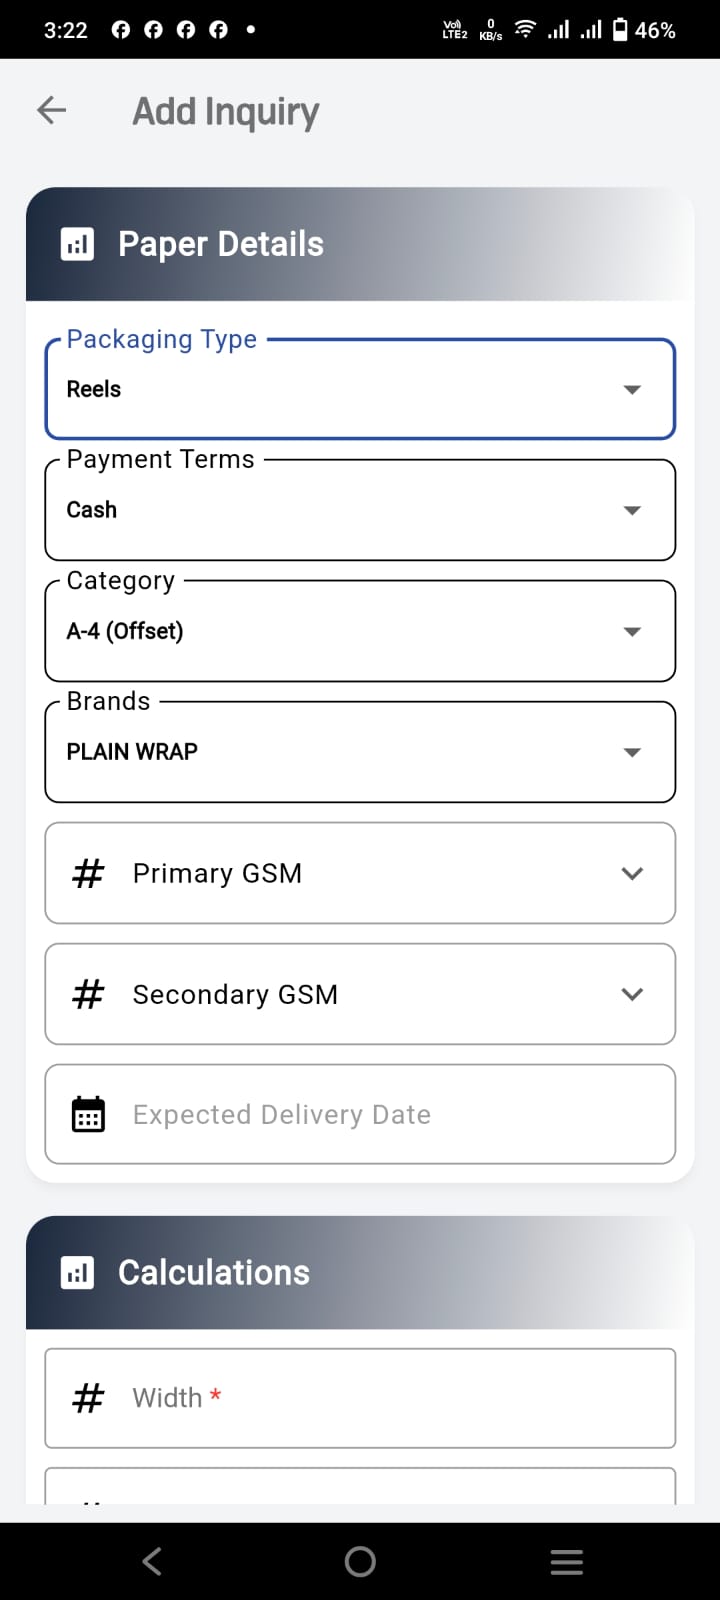 3:22
Vo)) LTE2
0 KB/s
46%
Add Inquiry
Paper Details
Packaging Type
Reels
Payment Terms
Cash
Category
A-4 (Offset)
Brands
PLAIN WRAP
# Primary GSM
# Secondary GSM
Expected Delivery Date
Calculations
# Width *